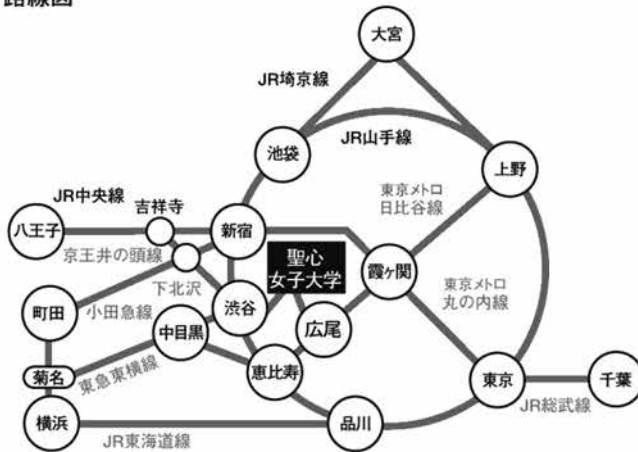 大宮
JR埼京線
JR山手線
池袋
上野
東京メトロ
日比谷線
JR中央線
吉祥寺
八王子
新宿
京王井の頭線
聖心
女子大学
霞ヶ関
下北沢
東京メトロ
丸の内線
町田
小田急線
渋谷
中目黒
広尾
菊名
東急東横線
恵比寿
東京
千葉
JR総武線
横浜
品川
JR東海道線